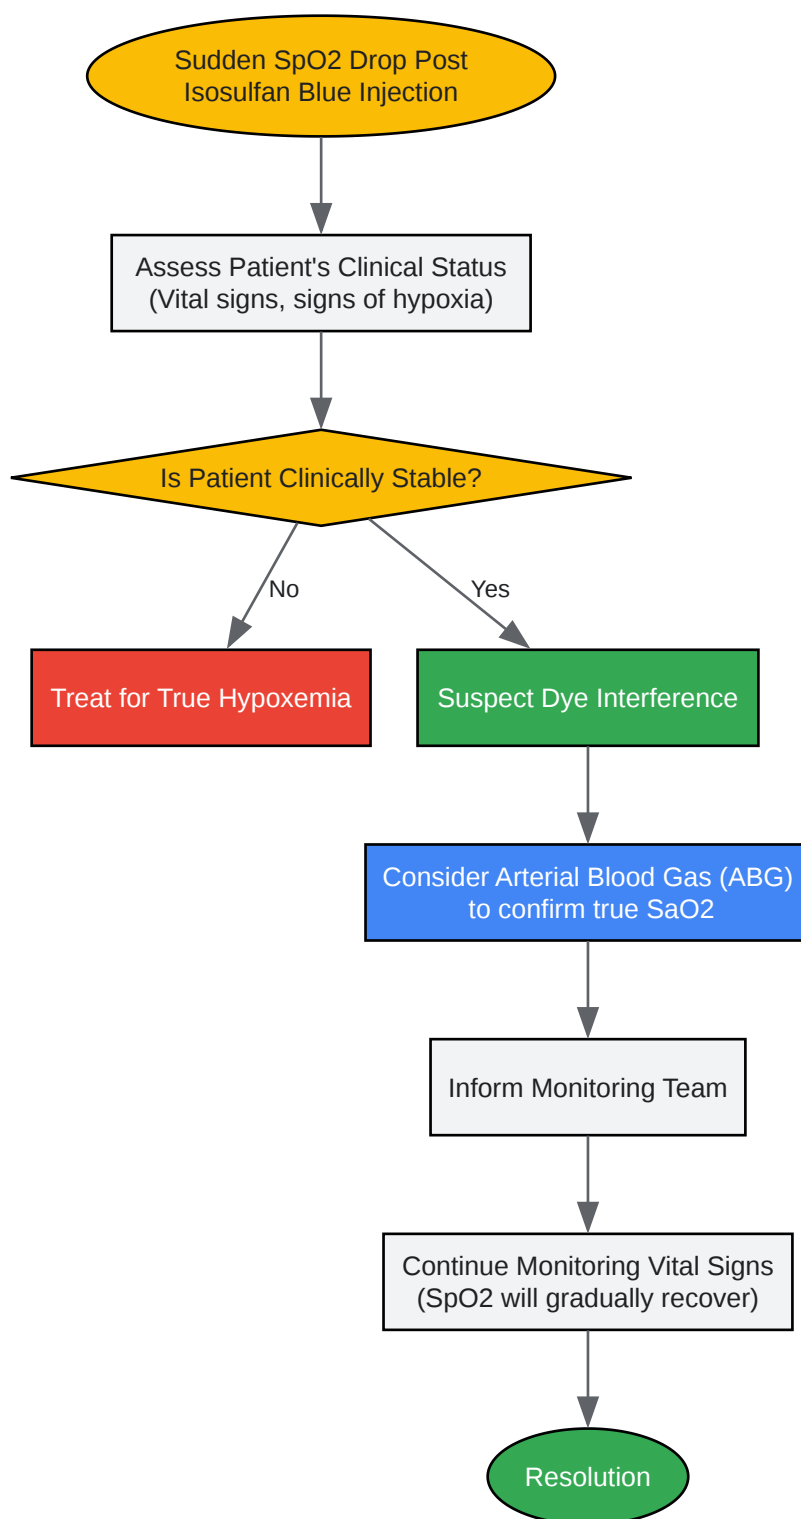 Sudden SpO2 Drop Post
Isosulfan Blue Injection
Assess Patient's Clinical Status
(Vital signs, signs of hypoxia)
Is Patient Clinically Stable?
No
Yes
Treat for True Hypoxemia
Suspect Dye Interference
Consider Arterial Blood Gas (ABG)
to confirm true SaO2
Inform Monitoring Team
Continue Monitoring Vital Signs
(SpO2 will gradually recover)
Resolution